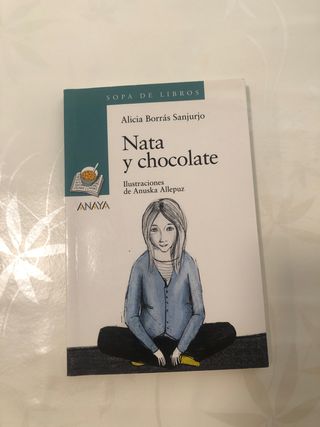 SOPA DE LIBROS
Alicia Borrás Sanjurjo
Nata
y chocolate
Ilustraciones
de Anuska Allepuz
ANAYA